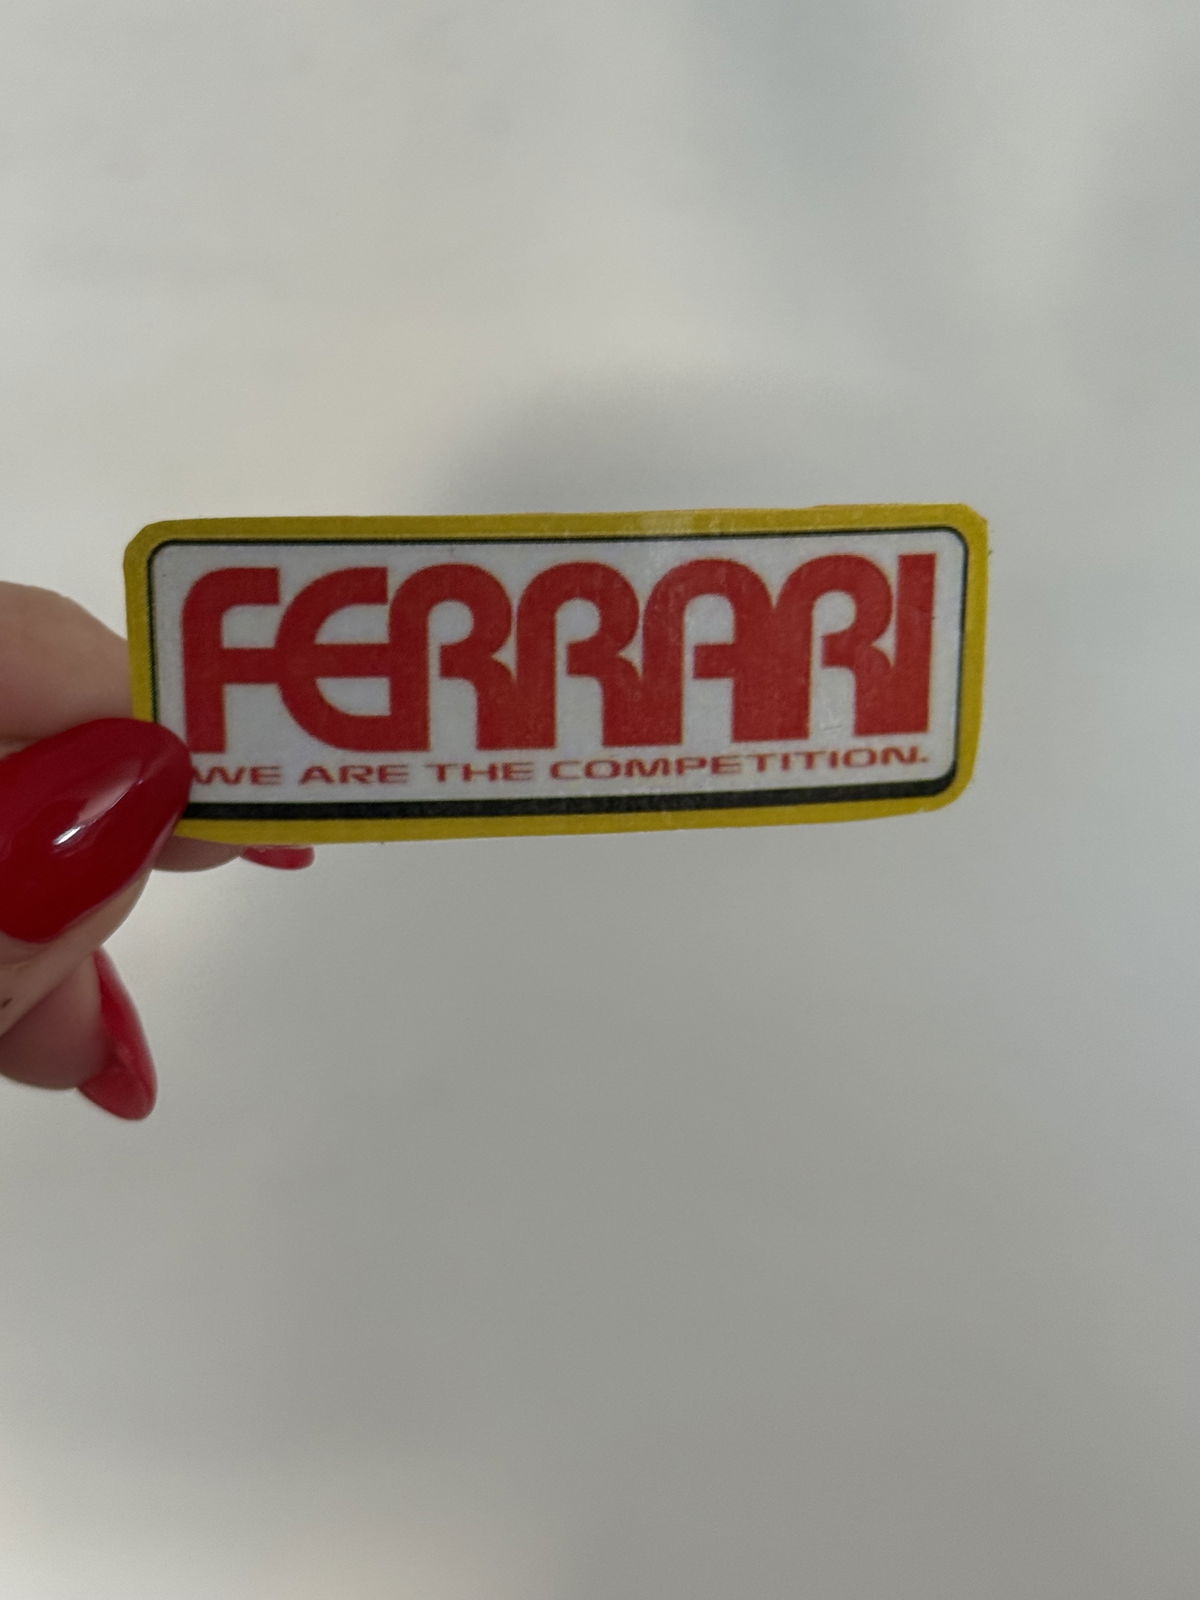 FERRARI
WE ARE THE COMPETITION.